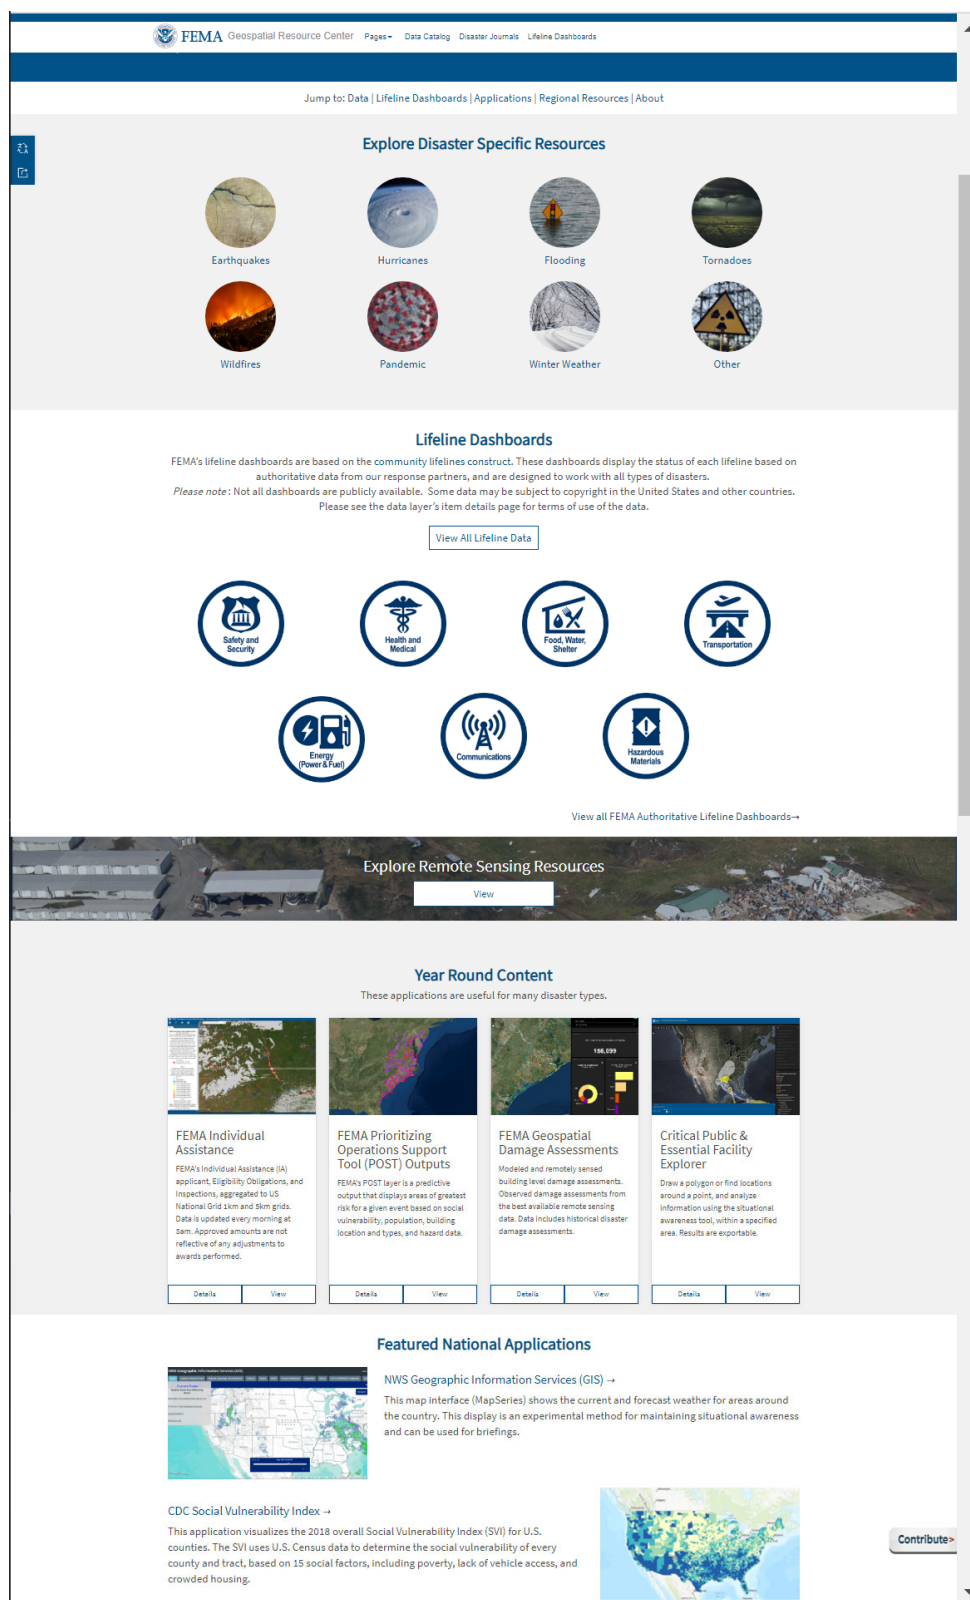 FEMA Geospatial Resource Center Pages Data Catalog Disaster Journals Lifeline Dashboards
Jump to: Data | Lifeline Dashboards | Applications | Regional Resources | About
Explore Disaster Specific Resources
Earthquakes Hurricanes Flooding Tornadoes
Wildfires Pandemic Winter Weather Other
Lifeline Dashboards
FEMA's lifeline dashboards are based on the community lifelines construct. These dashboards display the status of each lifeline based on
authoritative data from our response partners, and are designed to work with all types of disasters.
Please note: Not all dashboards are publicly available. Some data may be subject to copyright in the United States and other countries.
Please see the data layer's item details page for terms of use of the data.
View All Lifeline Data
Safety and
Security
Health and
Medical
Food, Water,
Shelter
Transportation
Energy
(Power & Fuel)
Communications
Hazardous
Materials
View all FEMA Authoritative Lifeline Dashboards→
Explore Remote Sensing Resources
View
Year Round Content
These applications are useful for many disaster types.
156,099
FEMA Individual
Assistance
FEMA's Individual Assistance (IA)
applicant, Eligibility Obligations, and
Inspections, aggregated to US
National Grid 1km and 5km grids.
Data is updated every morning at
5am. Approved amounts are not
reflective of any adjustments to
awards performed.
Details View
FEMA Prioritizing
Operations Support
Tool (POST) Outputs
FEMA's POST layer is a predictive
output that displays areas of greatest
risk for a given event based on social
vulnerability, population, building
location and types, and hazard data.
Details View
FEMA Geospatial
Damage Assessments
Modeled and remotely sensed
building level damage assessments.
Observed damage assessments from
the best available remote sensing
data. Data includes historical disaster
damage assessments.
Details View
Critical Public &
Essential Facility
Explorer
Draw a polygon or find locations
around a point, and analyze
information using the situational
awareness tool, within a specified
area. Results are exportable.
Details View
Featured National Applications
NWS Geographic Information Services (GIS)
NWS Geographic Information Services (GIS) →
This map interface (MapSeries) shows the current and forecast weather for areas around
the country. This display is an experimental method for maintaining situational awareness
and can be used for briefings.
CDC Social Vulnerability Index →
This application visualizes the 2018 overall Social Vulnerability Index (SVI) for U.S.
counties. The SVI uses U.S. Census data to determine the social vulnerability of every
county and tract, based on 15 social factors, including poverty, lack of vehicle access, and
crowded housing.
Contribute>